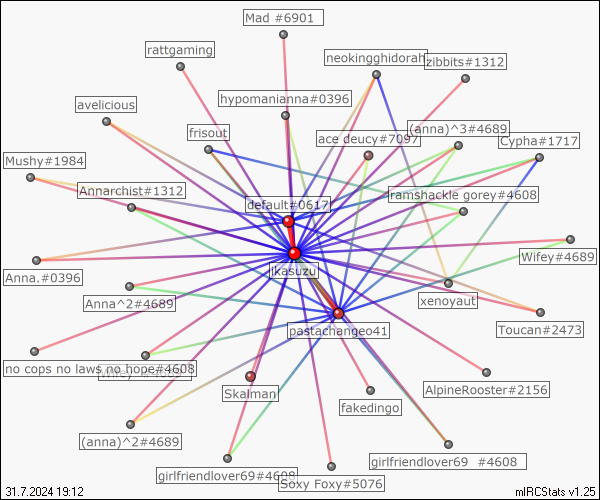 Mad #6901
rattgaming
neokingghidorah
zibbits#1312
hypomanianna#0396
avelicious
frisout
(anna)^3#4689
ace deucy#7097
Cypha#1717
Mushy#1984
Annarchist#1312
ramshackle gorey#4608
default#0617
Wifey#4689
ikasuzu
Anna.#0396
Anna^2#4689
xenoyaut
pastachangeo41
Toucan#2473
no cops no laws no hope#4608
Skalman
AlpineRooster#2156
fakedingo
(anna)^2#4689
girlfriendlover69 #4608
girlfriendlover69#4608
Soxy Foxy#5076
31.7.2024 19:12
mIRCStats v1.25